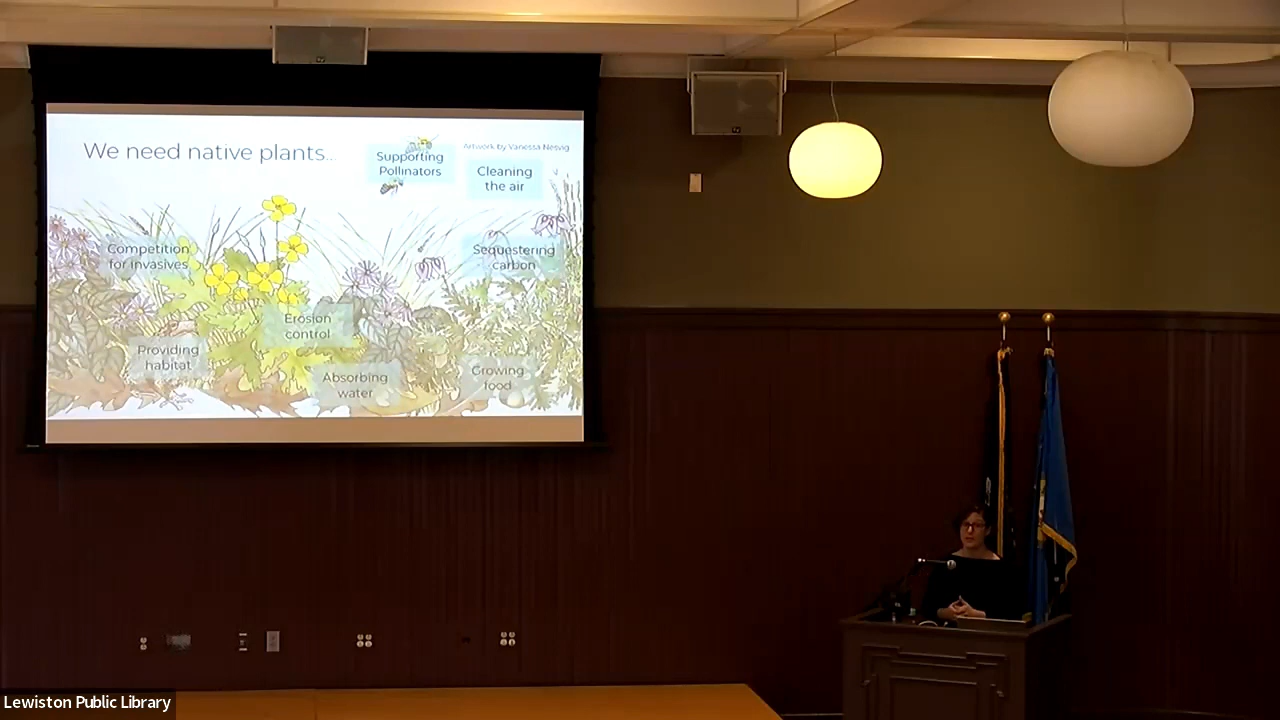 We need native plants...
Artwork by Vanessa Nesvig
Supporting
Pollinators
Cleaning
the air
Competition
for invasives
Sequestering
carbon
Erosion
control
Providing
habitat
Absorbing
water
Growing
food
Lewiston Public Library